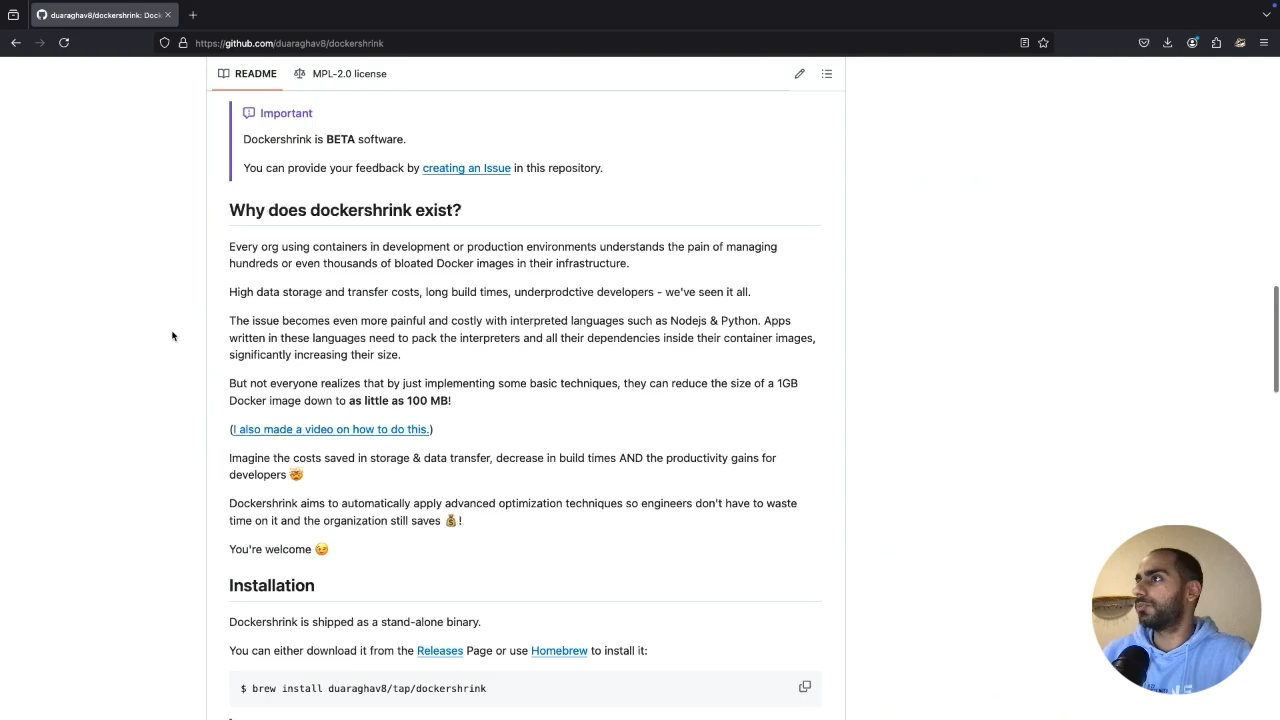 duaraghav8/dockershrink: Dock
https://github.com/duaraghav8/dockershrink
README
MPL-2.0 license
Important
Dockershrink is BETA software.
You can provide your feedback by creating an Issue in this repository.
Why does dockershrink exist?
Every org using containers in development or production environments understands the pain of managing
hundreds or even thousands of bloated Docker images in their infrastructure.
High data storage and transfer costs, long build times, underprodctive developers - we've seen it all.
The issue becomes even more painful and costly with interpreted languages such as Nodejs & Python. Apps
written in these languages need to pack the interpreters and all their dependencies inside their container images,
significantly increasing their size.
But not everyone realizes that by just implementing some basic techniques, they can reduce the size of a 1GB
Docker image down to as little as 100 MB!
(I also made a video on how to do this.)
Imagine the costs saved in storage & data transfer, decrease in build times AND the productivity gains for
developers 🤯
Dockershrink aims to automatically apply advanced optimization techniques so engineers don't have to waste
time on it and the organization still saves 💰!
You're welcome 😉
Installation
Dockershrink is shipped as a stand-alone binary.
You can either download it from the Releases Page or use Homebrew to install it:
$ brew install duaraghav8/tap/dockershrink